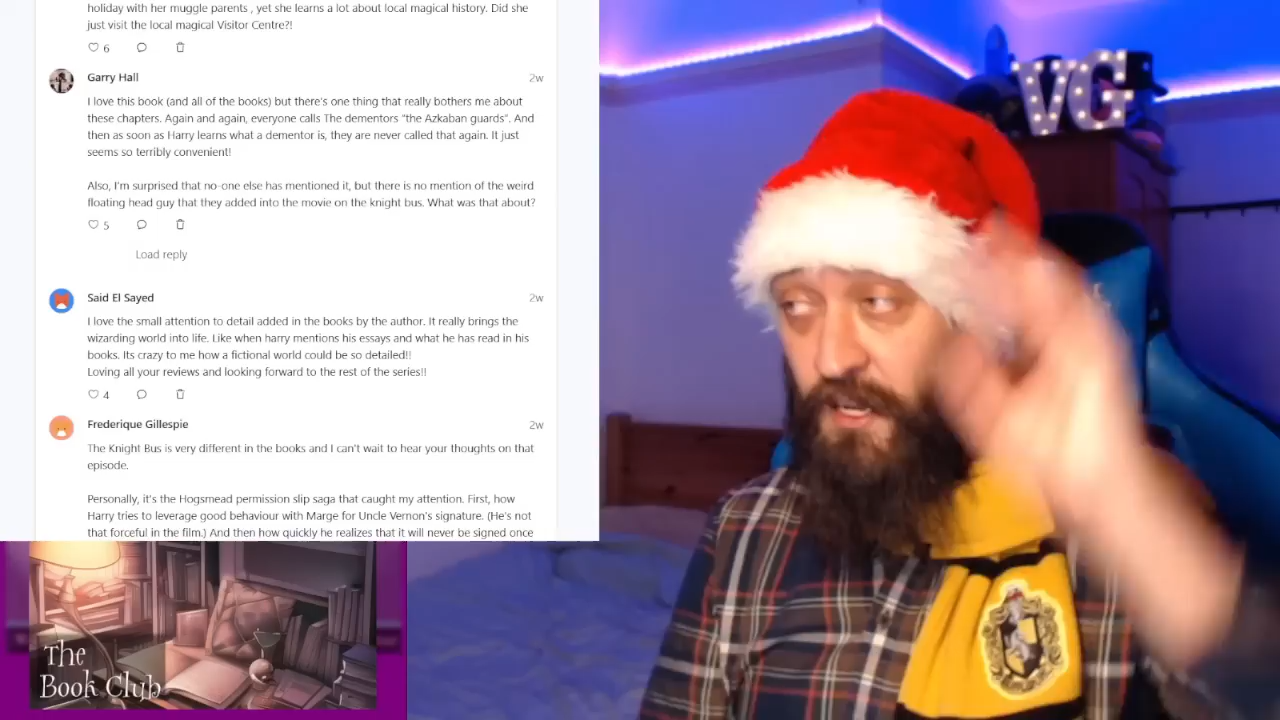 holiday with her muggle parents , yet she learns a lot about local magical history. Did she
just visit the local magical Visitor Centre?!
6
Garry Hall
2w
I love this book (and all of the books) but there's one thing that really bothers me about
these chapters. Again and again, everyone calls The dementors "the Azkaban guards". And
then as soon as Harry learns what a dementor is, they are never called that again. It just
seems so terribly convenient!
Also, I'm surprised that no-one else has mentioned it, but there is no mention of the weird
floating head guy that they added into the movie on the knight bus. What was that about?
5
Load reply
Said El Sayed
2w
I love the small attention to detail added in the books by the author. It really brings the
wizarding world into life. Like when harry mentions his essays and what he has read in his
books. Its crazy to me how a fictional world could be so detailed!!
Loving all your reviews and looking forward to the rest of the series!!
4
Frederique Gillespie
2w
The Knight Bus is very different in the books and I can't wait to hear your thoughts on that
episode.
Personally, it's the Hogsmead permission slip saga that caught my attention. First, how
Harry tries to leverage good behaviour with Marge for Uncle Vernon's signature. (He's not
that forceful in the film.) And then how quickly he realizes that it will never be signed once
The
Book Club
VG